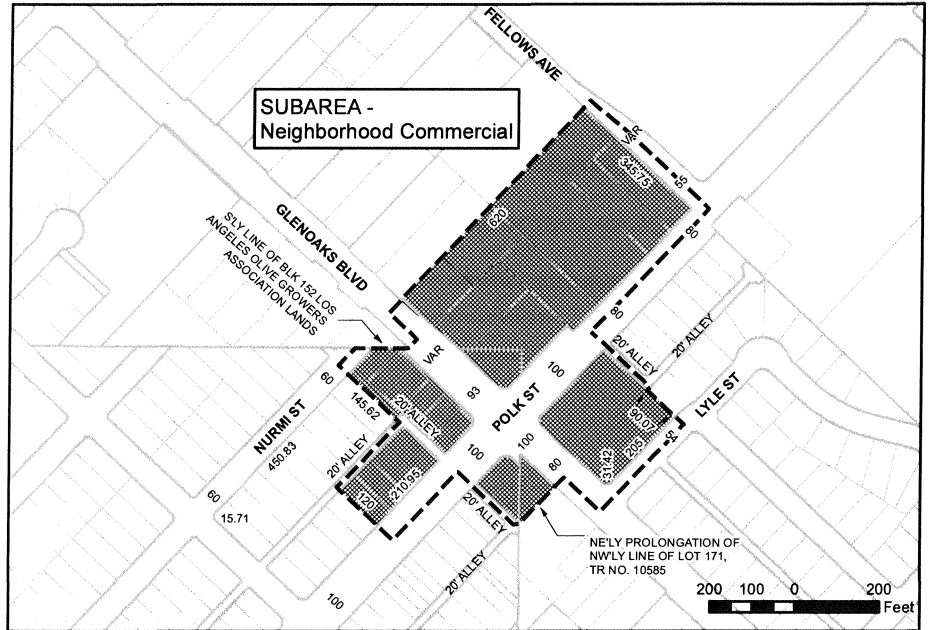 FELLOWS AVE
SUBAREA -
Neighborhood Commercial
VAR
345.75
55
620
80
GLENOAKS BLVD
S'LY LINE OF BLK 152 LOS
ANGELES OLIVE GROWERS
ASSOCIATION LANDS
80
VAR
20' ALLEY
20' ALLEY
100
60
93
POLK ST
LYLE ST
145.62
20' ALLEY
90.07
NURMI ST
54
205.
450.83
20' ALLEY
100
100
80
31.42
210.95
60
120
20' ALLEY
15.71
20' ALLEY
NE'LY PROLONGATION OF
NW'LY LINE OF LOT 171,
TR NO. 10585
100
200 100 0 200
Feet